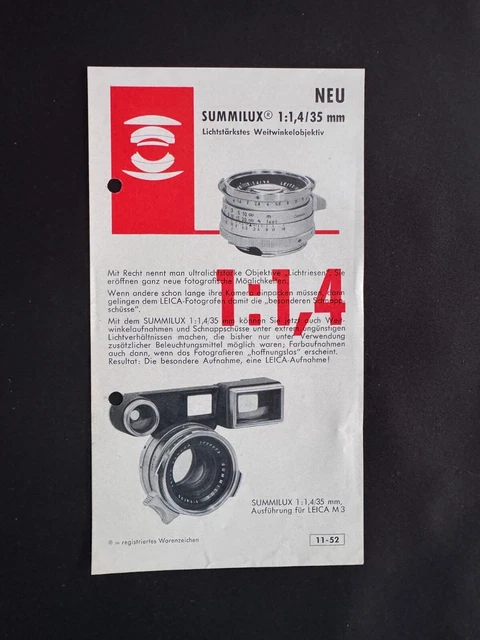 NEU
SUMMILUX® 1:1,4/35 mm
Lichtstärkstes Weitwinkelobjektiv
Mit Recht nennt man ultralichtstarke Objektive „Lichtriesen“. Sie
eröffnen ganz neue fotografische Möglichkeiten.
Wenn andere schon lange ihre Kamera einpacken müssen, dann
gelingen dem LEICA-Fotografen damit die „besonderen Schnapp-
schüsse“.
Mit dem SUMMILUX 1:1,4/35 mm können Sie jetzt auch Weit-
winkelaufnahmen und Schnappschüsse unter extrem ungünstigen
Lichtverhältnissen machen, die bisher nur unter Verwendung
zusätzlicher Beleuchtungsmittel möglich waren; Farbaufnahmen
auch dann, wenn das Fotografieren „hoffnungslos“ erscheint.
Resultat: Die besondere Aufnahme, eine LEICA-Aufnahme!
1:1,4
SUMMILUX 1:1,4/35 mm,
Ausführung für LEICA M 3
® = registriertes Warenzeichen
11-52